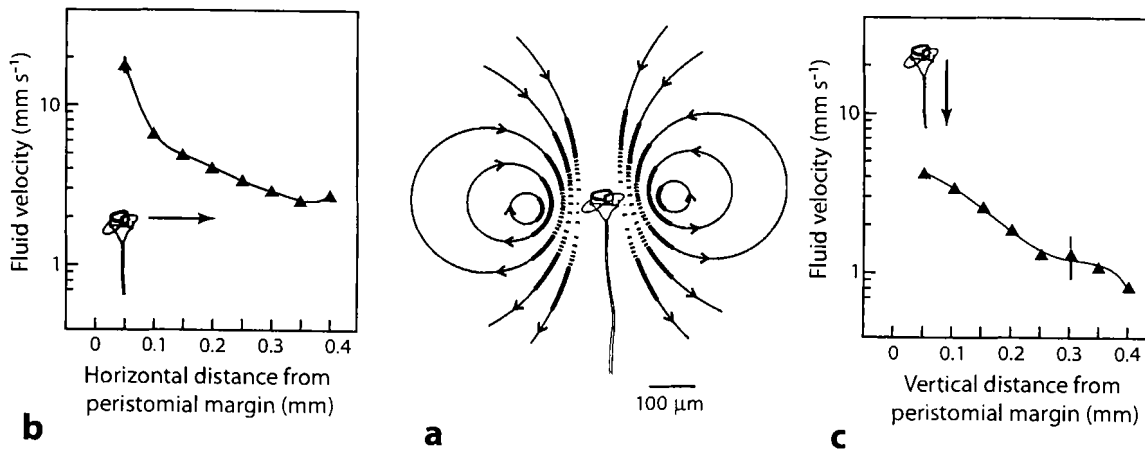 Fluid velocity (mm s⁻¹)
10
1
0 0.1 0.2 0.3 0.4
Horizontal distance from
peristomial margin (mm)
b
100 µm
a
Fluid velocity (mm s⁻¹)
10
1
0 0.1 0.2 0.3 0.4
Vertical distance from
peristomial margin (mm)
c